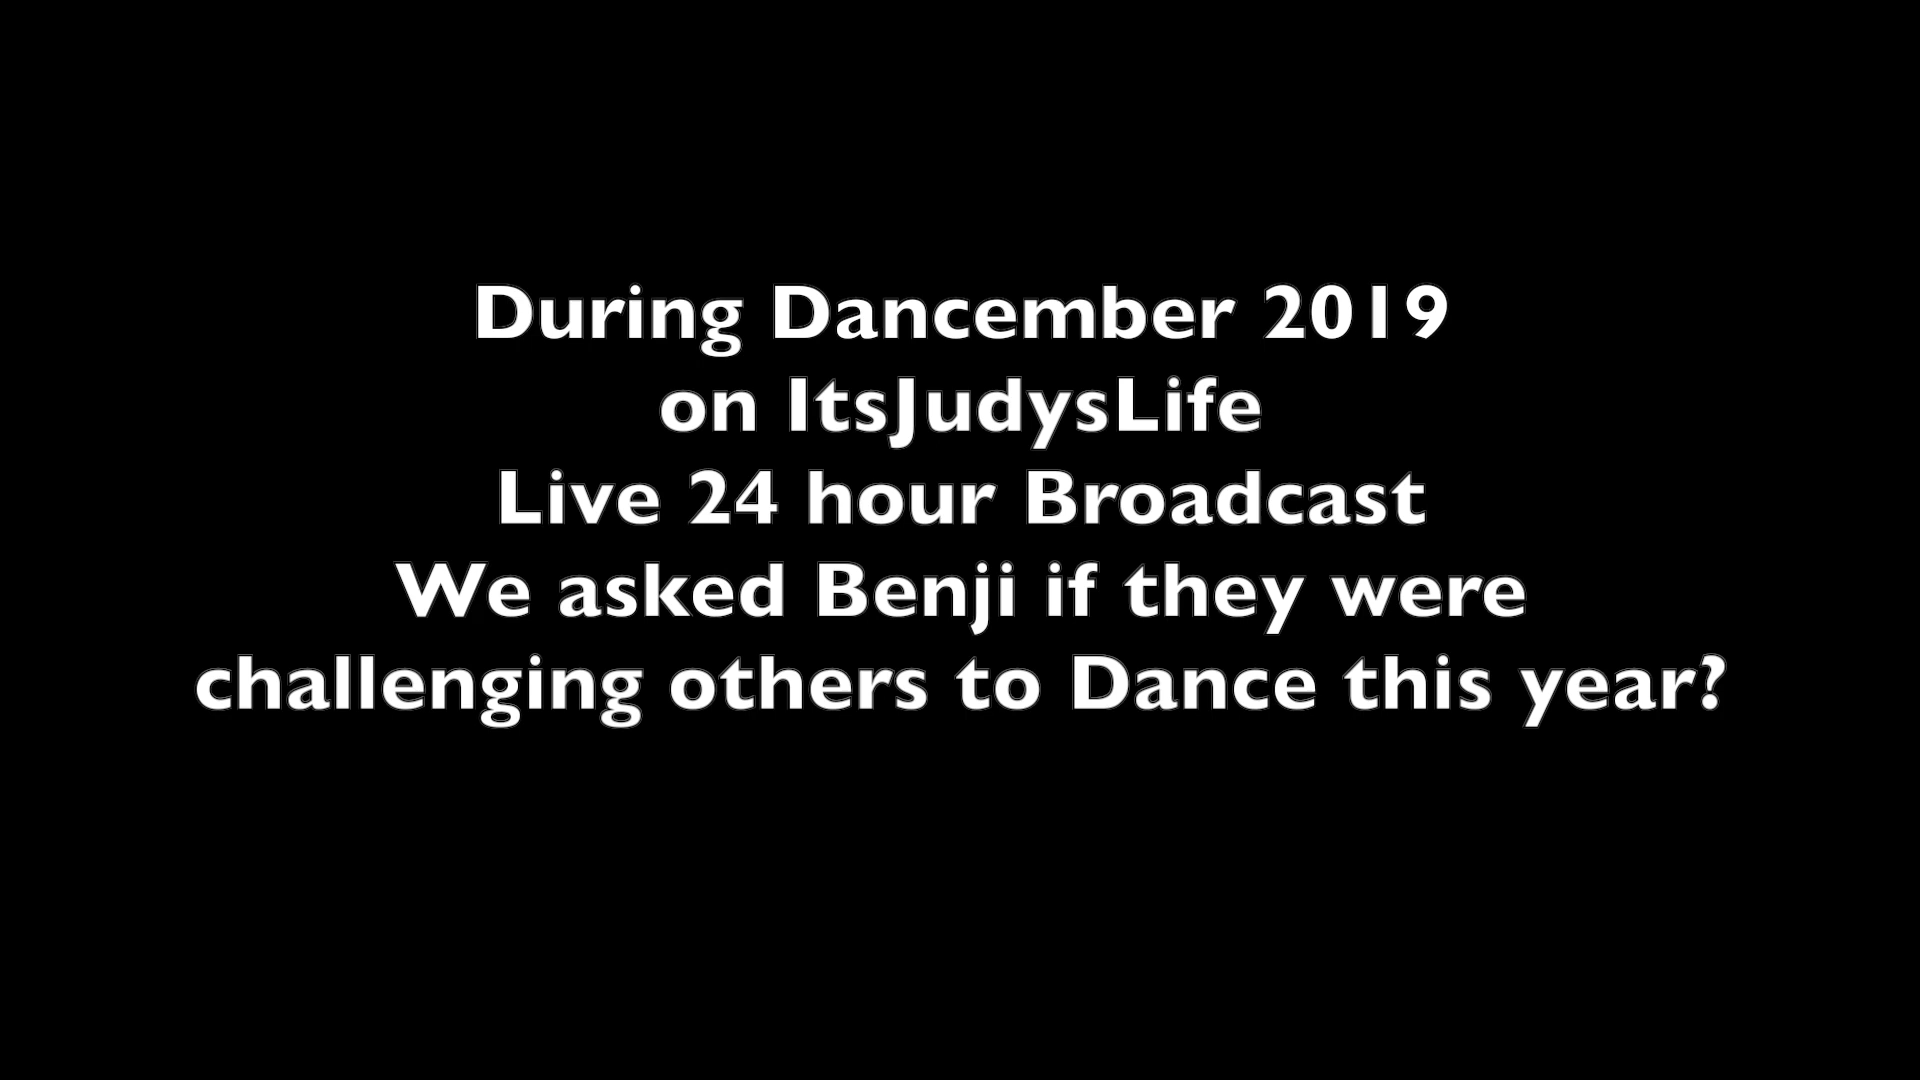 During Dancember 2019
on ItsJudysLife
Live 24 hour Broadcast
We asked Benji if they were
challenging others to Dance this year?